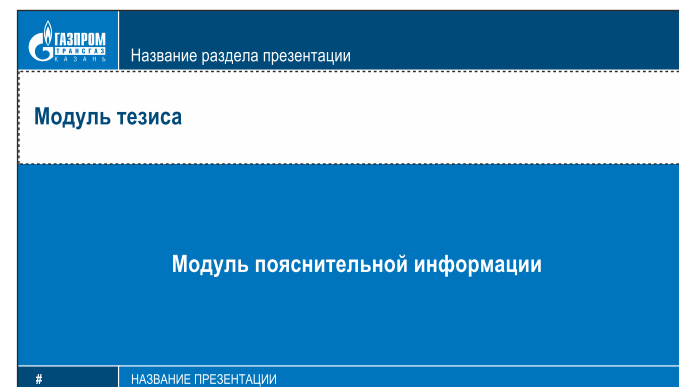 ГАЗПРОМ
ТРАНСГАЗ
КАЗАНЬ
Название раздела презентации
Модуль тезиса
Модуль пояснительной информации
#
НАЗВАНИЕ ПРЕЗЕНТАЦИИ